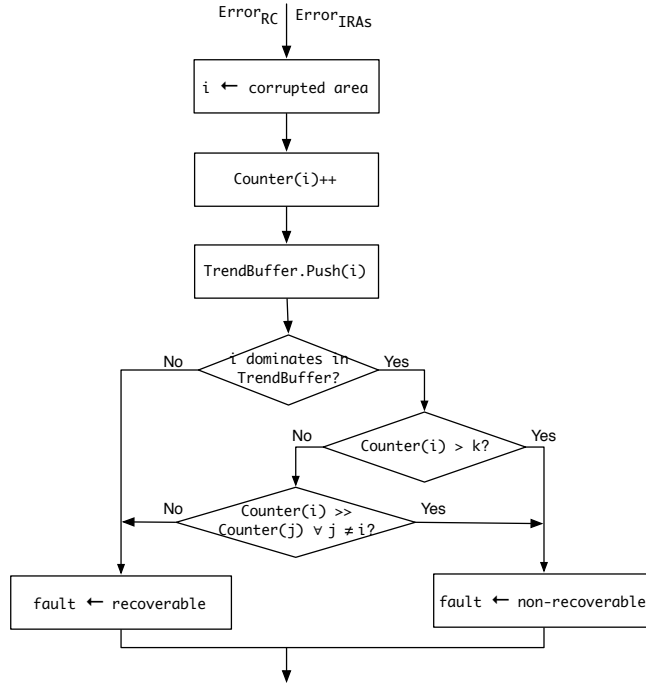 Error_RC Error_IRAs
i ← corrupted area
Counter(i)++
TrendBuffer.Push(i)
No
i dominates in
TrendBuffer?
Yes
No
Counter(i) > k?
Yes
No
Counter(i) >>
Counter(j) ∀ j ≠ i?
Yes
fault ← recoverable
fault ← non-recoverable